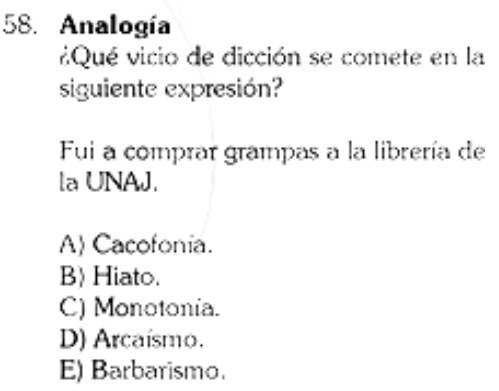 58. Analogía
¿Qué vicio de dicción se comete en la
siguiente expresión?
Fui a comprar grampas a la librería de
la UNAJ.
A) Cacofonía.
B) Hiato.
C) Monotonía.
D) Arcaísmo.
E) Barbarismo.